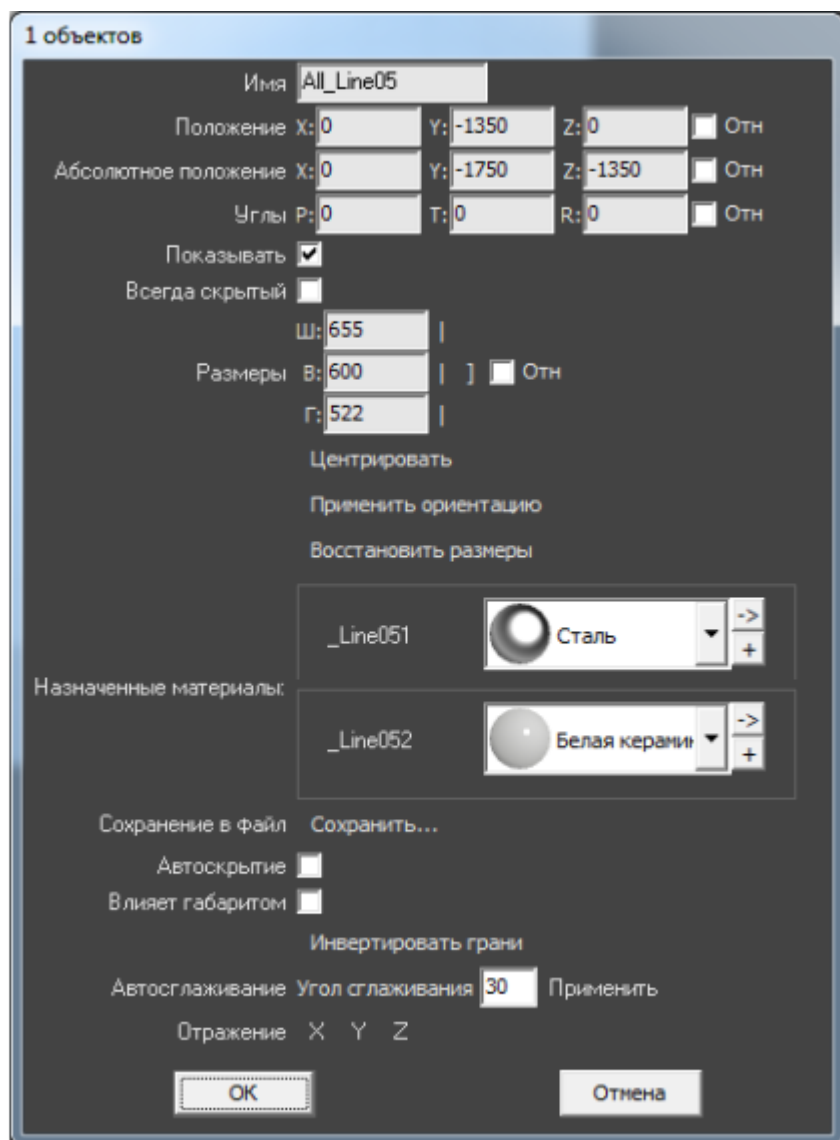 1 объектов
Имя All_Line05
Положение X: 0 Y: -1350 Z: 0 Отн
Абсолютное положение X: 0 Y: -1750 Z: -1350 Отн
Углы P: 0 T: 0 R: 0 Отн
Показывать
Всегда скрытый
Ш: 655 |
Размеры В: 600 | ] Отн
Г: 522 |
Центрировать
Применить ориентацию
Восстановить размеры
_Line051 Сталь ->
+
Назначенные материалы:
_Line052 Белая керамик ->
+
Сохранение в файл Сохранить...
Автоскрытие
Влияет габаритом
Инвертировать грани
Автосглаживание Угол сглаживания 30 Применить
Отражение X Y Z
OK Отмена